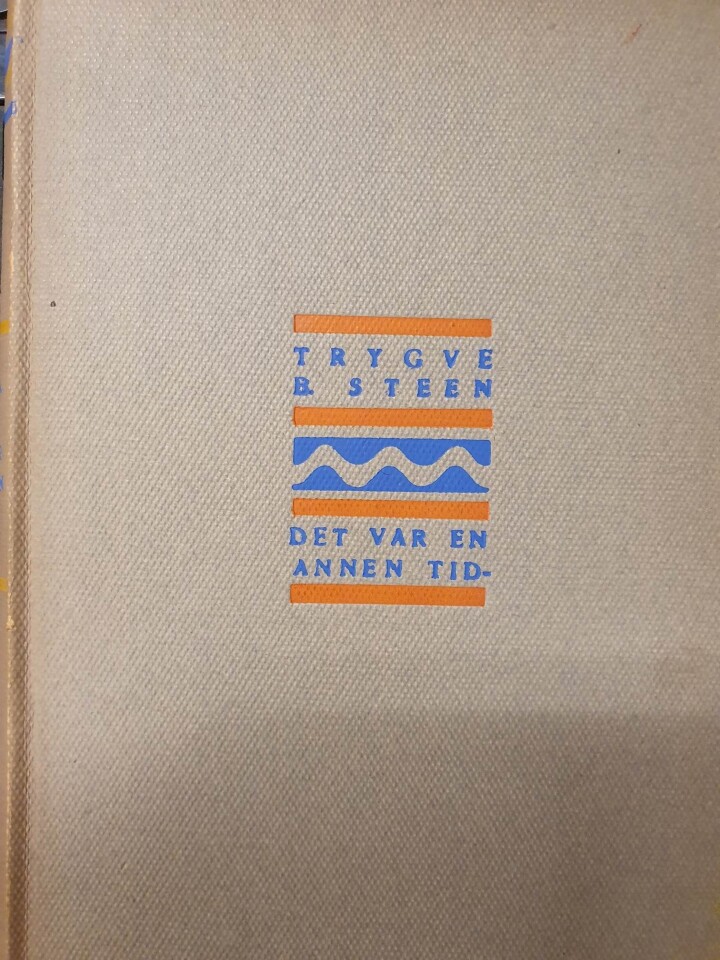 TRYGVE
B. STEEN
DET VAR EN
ANNEN TID-